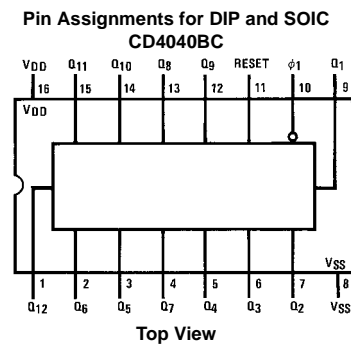 Pin Assignments for DIP and SOIC
CD4040BC
VDD Q11 Q10 Q8 Q9 RESET ϕ1 Q1
16 15 14 13 12 11 10 9
VDD
VSS
1 2 3 4 5 6 7 8
Q12 Q6 Q5 Q7 Q4 Q3 Q2 VSS
Top View